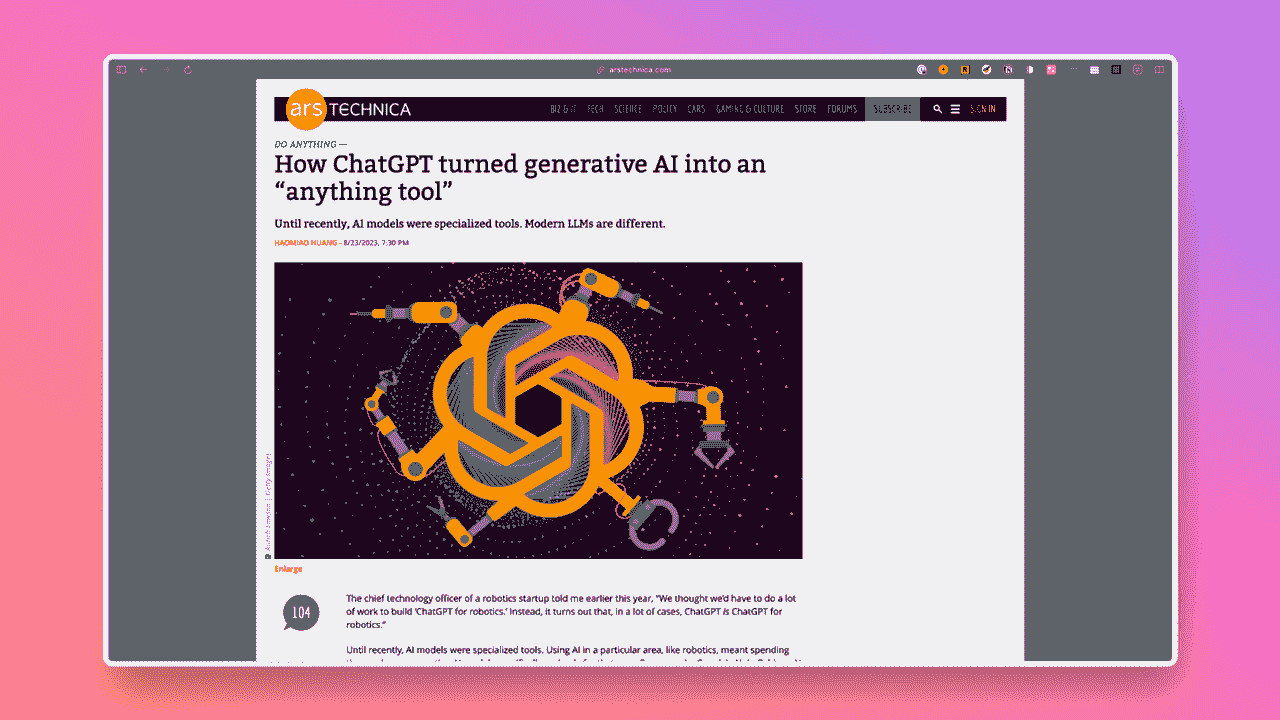 arstechnica.com
ars TECHNICA
BIZ & IT TECH SCIENCE POLICY CARS GAMING & CULTURE STORE FORUMS SUBSCRIBE SIGN IN
DO ANYTHING —
How ChatGPT turned generative AI into an
“anything tool”
Until recently, AI models were specialized tools. Modern LLMs are different.
HAOMIAO HUANG - 8/23/2023, 7:30 PM
Enlarge
104
The chief technology officer of a robotics startup told me earlier this year, “We thought we’d have to do a lot
of work to build ‘ChatGPT for robotics.’ Instead, it turns out that, in a lot of cases, ChatGPT is ChatGPT for
robotics.”
Until recently, AI models were specialized tools. Using AI in a particular area, like robotics, meant spending